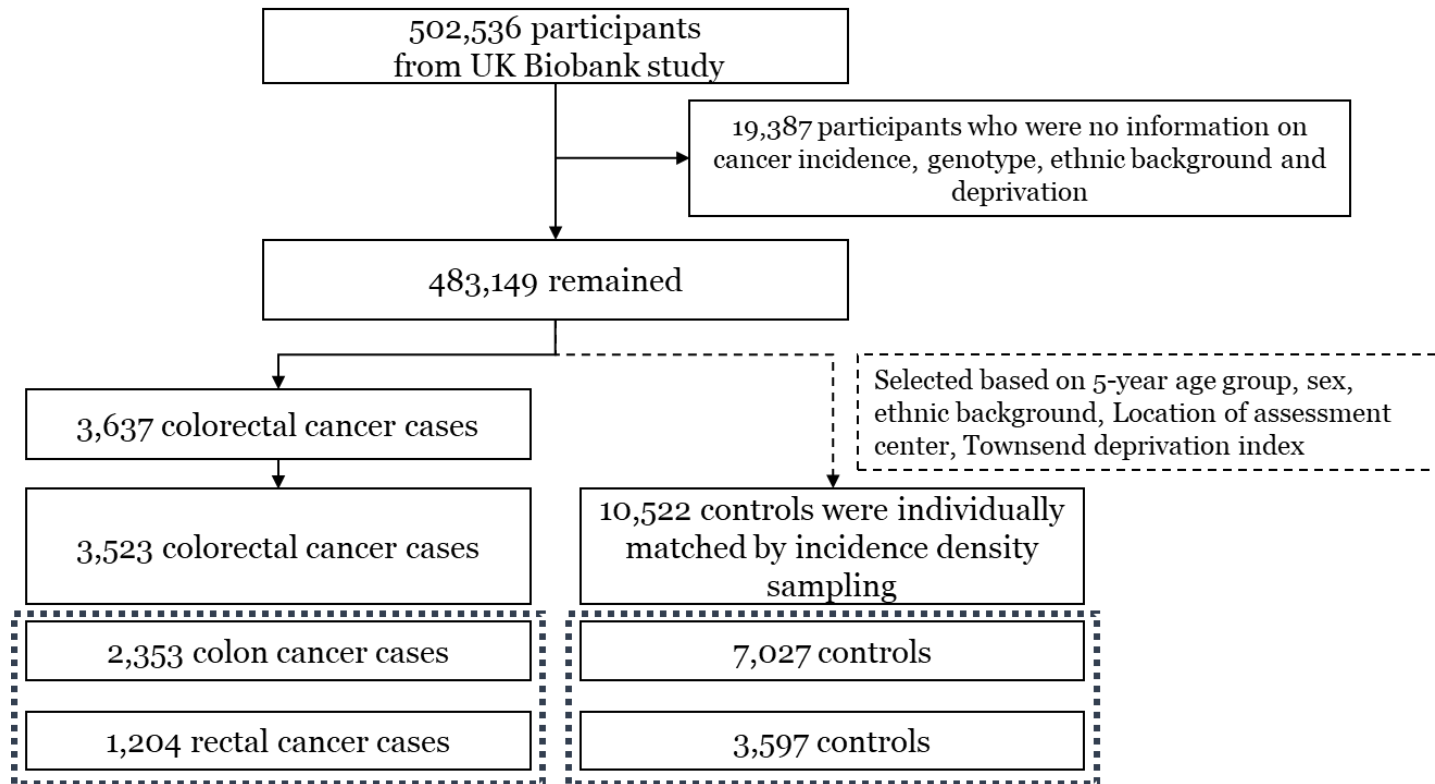 502,536 participants
from UK Biobank study
19,387 participants who were no information on
cancer incidence, genotype, ethnic background and
deprivation
483,149 remained
Selected based on 5-year age group, sex,
ethnic background, Location of assessment
center, Townsend deprivation index
3,637 colorectal cancer cases
3,523 colorectal cancer cases
10,522 controls were individually
matched by incidence density
sampling
2,353 colon cancer cases
7,027 controls
1,204 rectal cancer cases
3,597 controls